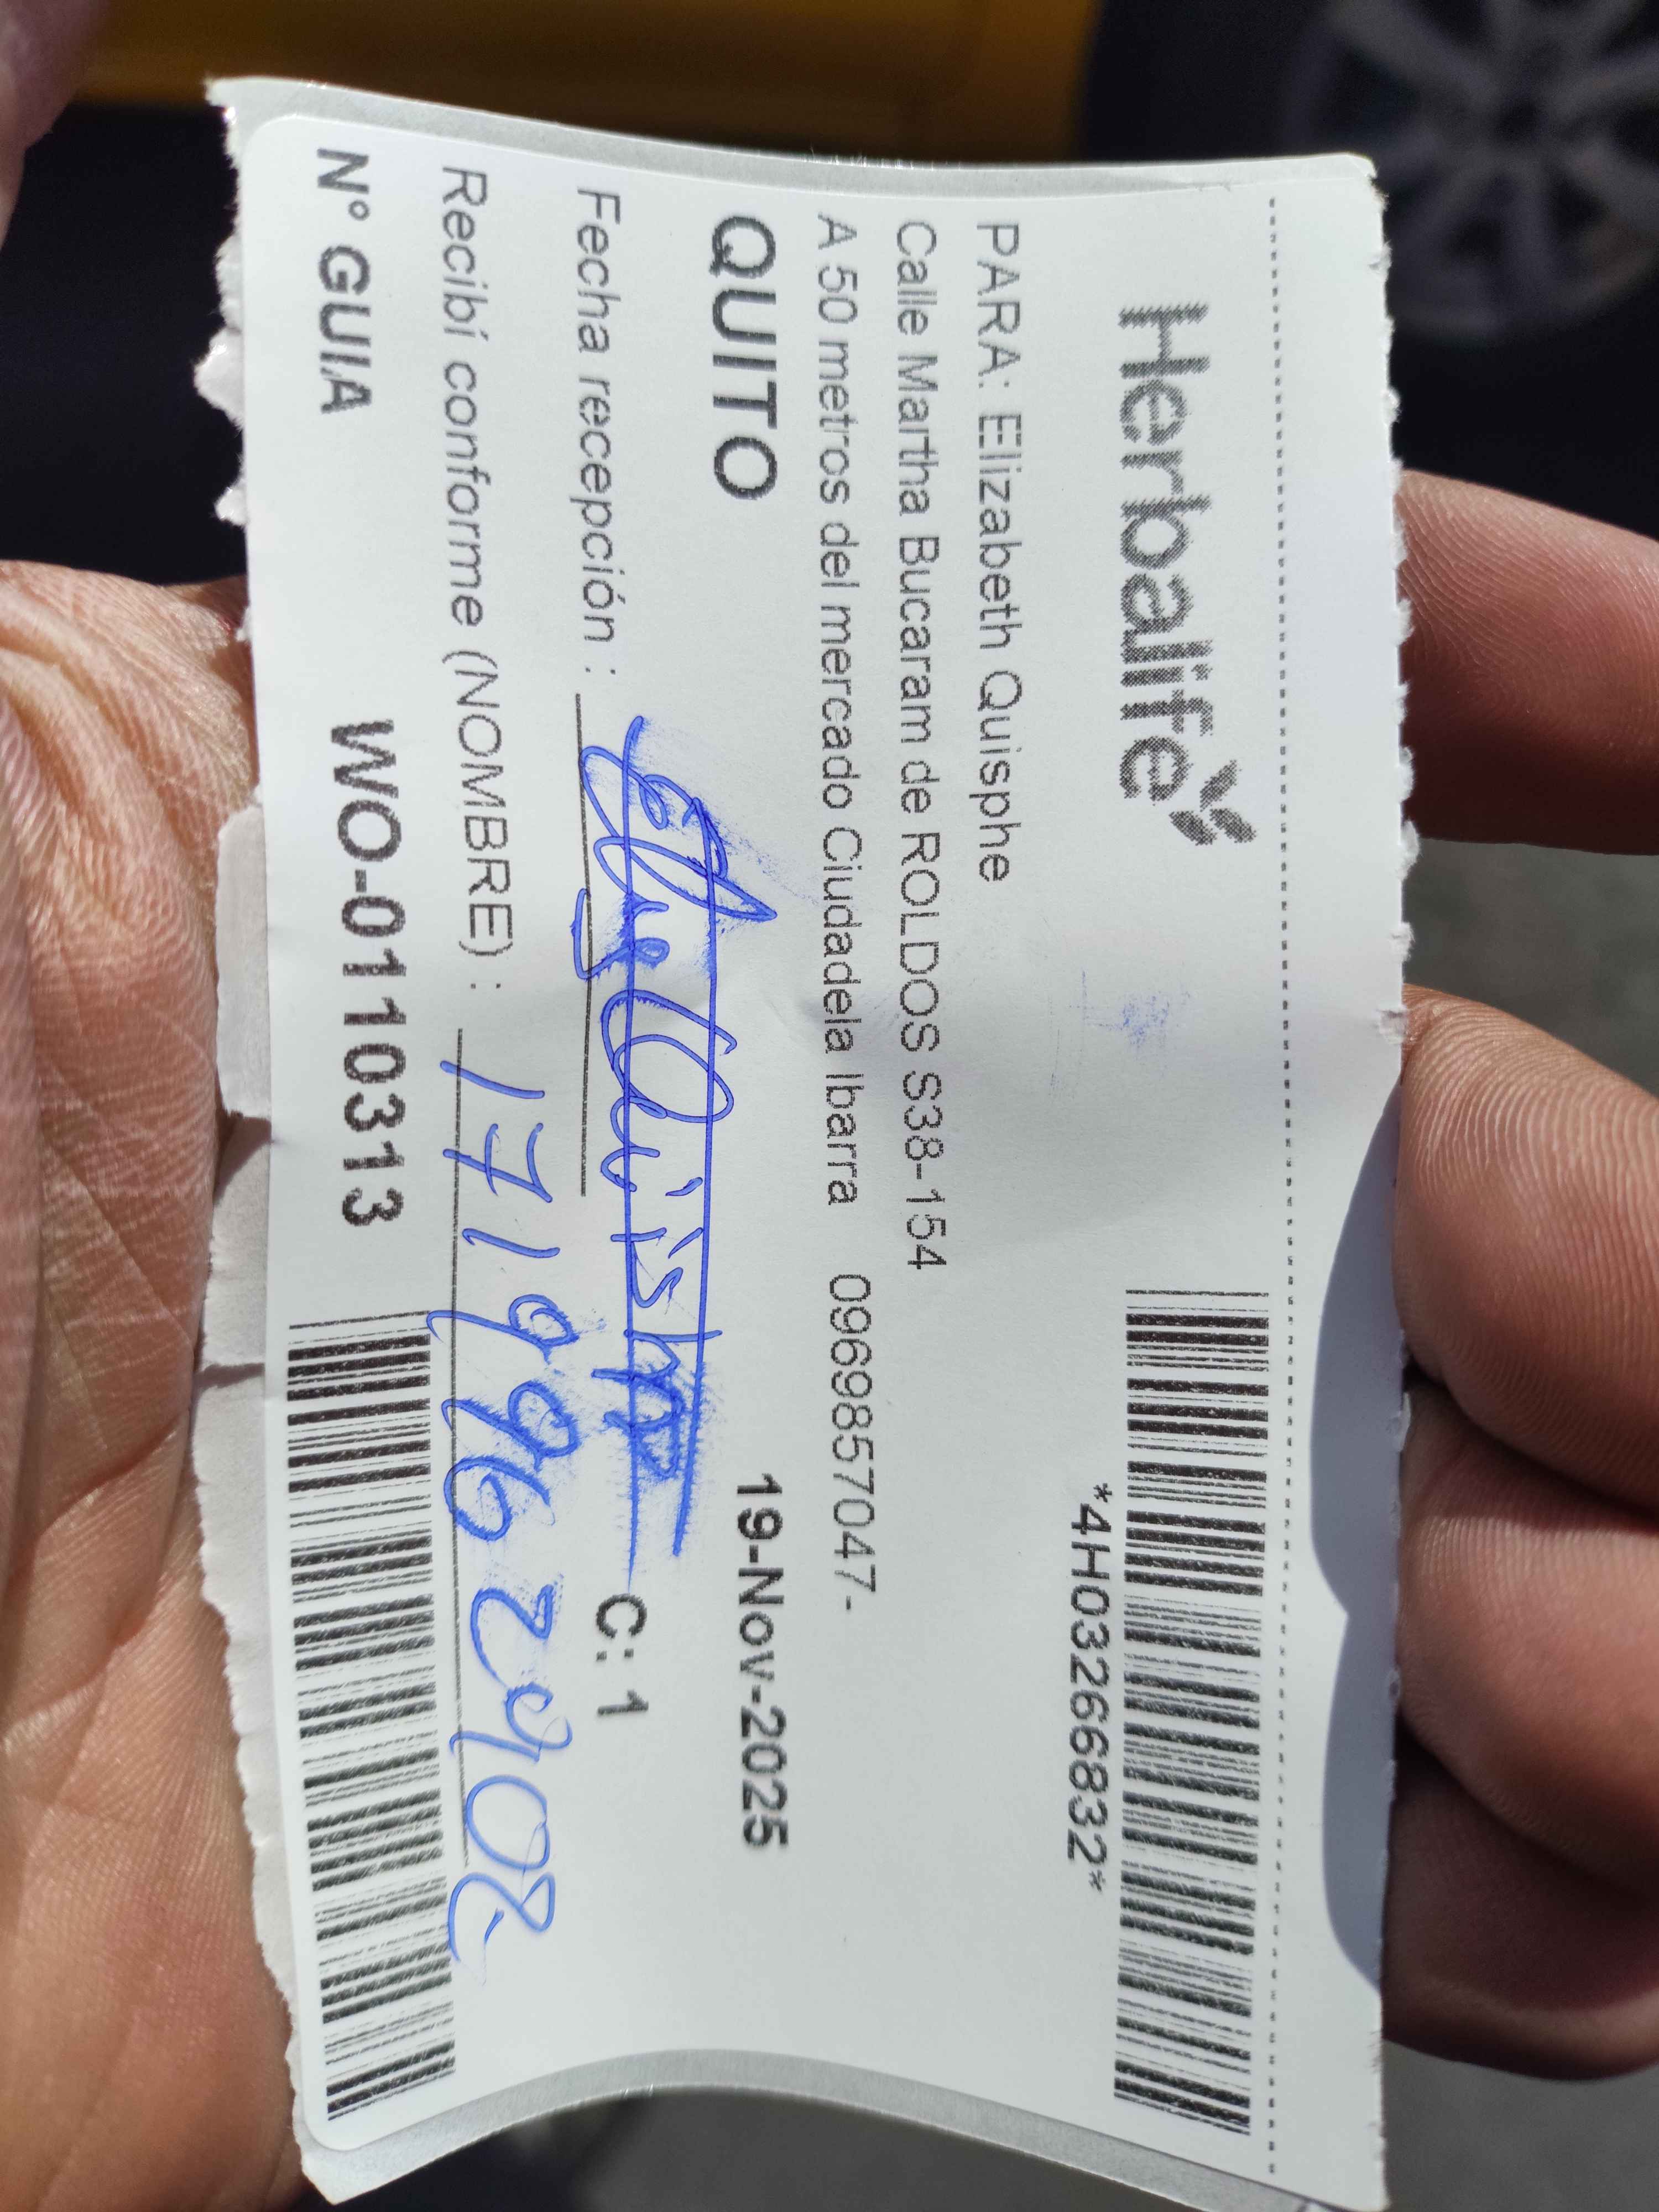 Herbalife
*4H03266832*
PARA: Elizabeth Quisphe
Calle Martha Bucaram de ROLDOS S38-154
A 50 metros del mercado Ciudadela Ibarra 0969857047-
QUITO 19-Nov-2025
Fecha recepción : C: 1
Recibí conforme (NOMBRE) : 1719962908
N° GUIA WO-0110313